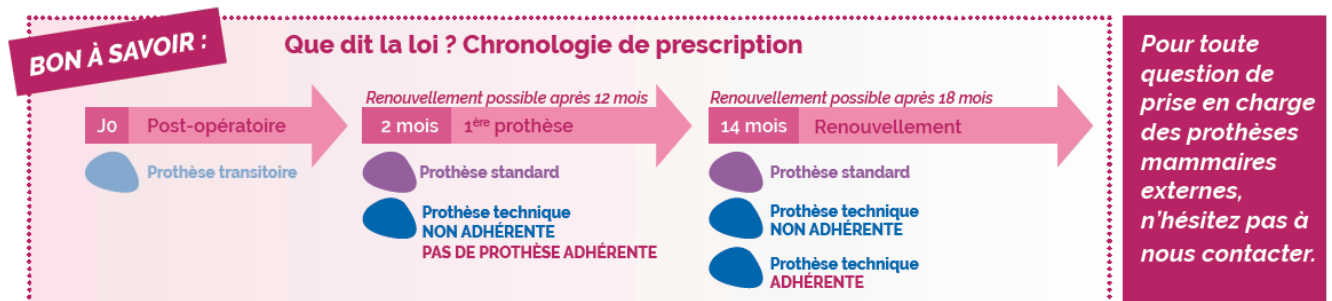 BON À SAVOIR :
Que dit la loi ? Chronologie de prescription
J0 Post-opératoire
Prothèse transitoire
Renouvellement possible après 12 mois
2 mois 1ère prothèse
Prothèse standard
Prothèse technique
NON ADHÉRENTE
PAS DE PROTHÈSE ADHÉRENTE
Renouvellement possible après 18 mois
14 mois Renouvellement
Prothèse standard
Prothèse technique
NON ADHÉRENTE
Prothèse technique
ADHÉRENTE
Pour toute
question de
prise en charge
des prothèses
mammaires
externes,
n'hésitez pas à
nous contacter.